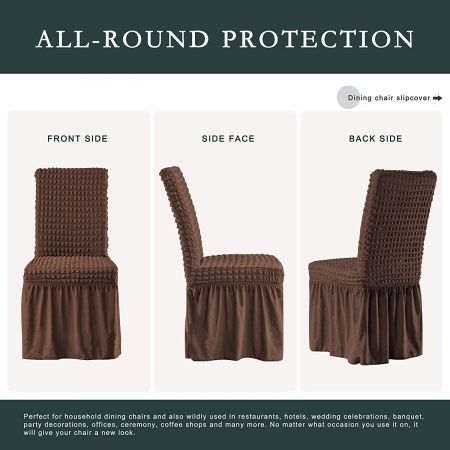 ALL-ROUND PROTECTION
Dining chair slipcover
FRONT SIDE
SIDE FACE
BACK SIDE
Perfect for household dining chairs and also wildly used in restaurants, hotels, wedding celebrations, banquet,
party decorations, offices, ceremony, coffee shops and many more. No matter what occasion you use it on, it
will give your chair a new look.